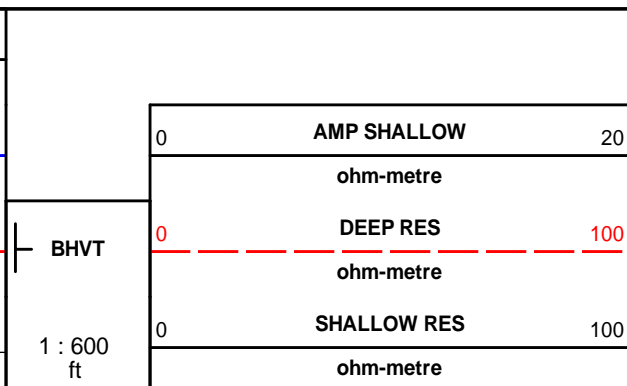 AMP SHALLOW
0 20
ohm-metre
DEEP RES
0 100
ohm-metre
SHALLOW RES
0 100
ohm-metre
BHVT
1 : 600
ft